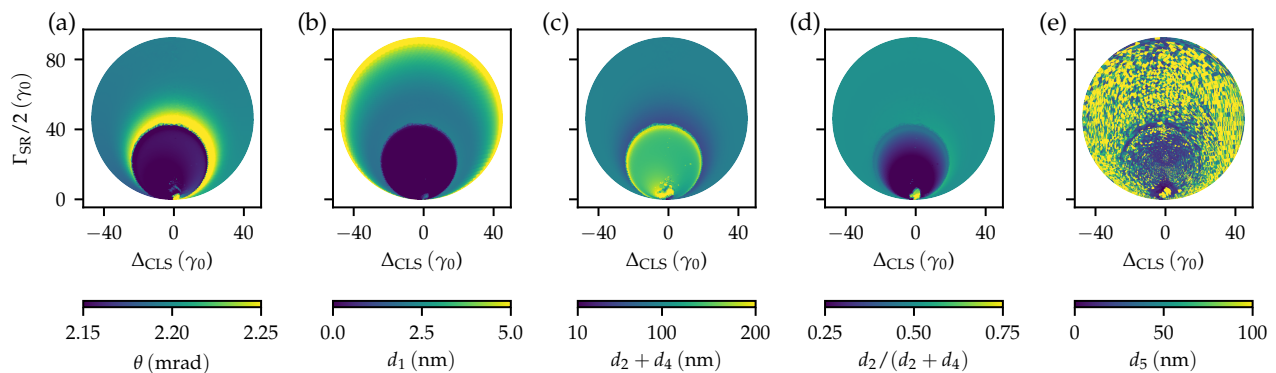 (a) (b) (c) (d) (e)
Γ_SR/2 (γ₀)
80
40
0
−40 0 40 −40 0 40 −40 0 40 −40 0 40 −40 0 40
Δ_CLS (γ₀) Δ_CLS (γ₀) Δ_CLS (γ₀) Δ_CLS (γ₀) Δ_CLS (γ₀)
2.15 2.20 2.25 0.0 2.5 5.0 10 100 200 0.25 0.50 0.75 0 50 100
θ (mrad) d₁ (nm) d₂ + d₄ (nm) d₂/(d₂ + d₄) d₅ (nm)